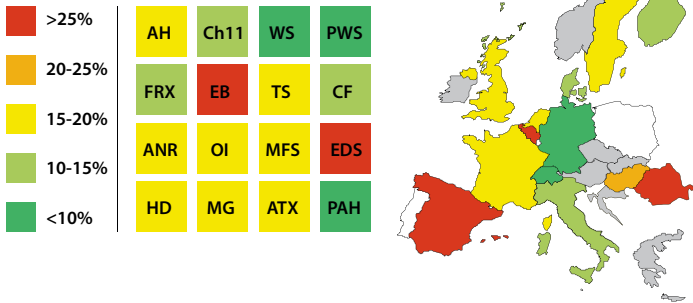 >25%
20-25%
15-20%
10-15%
<10%
AH Ch11 WS PWS
FRX EB TS CF
ANR OI MFS EDS
HD MG ATX PAH